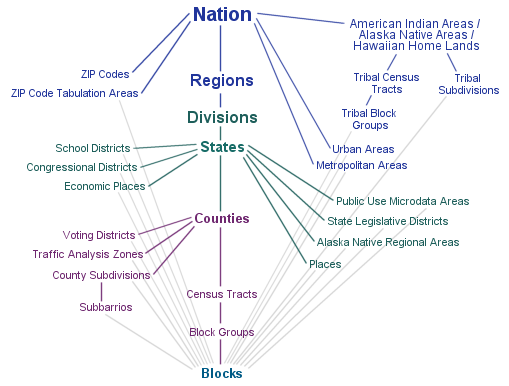 Nation
American Indian Areas /
Alaska Native Areas /
Hawaiian Home Lands
ZIP Codes
ZIP Code Tabulation Areas
Regions
Tribal Census
Tracts
Tribal
Subdivisions
Divisions
Tribal Block
Groups
School Districts
Congressional Districts
Economic Places
States
Urban Areas
Metropolitan Areas
Public Use Microdata Areas
State Legislative Districts
Alaska Native Regional Areas
Places
Counties
Voting Districts
Traffic Analysis Zones
County Subdivisions
Subbarrios
Census Tracts
Block Groups
Blocks